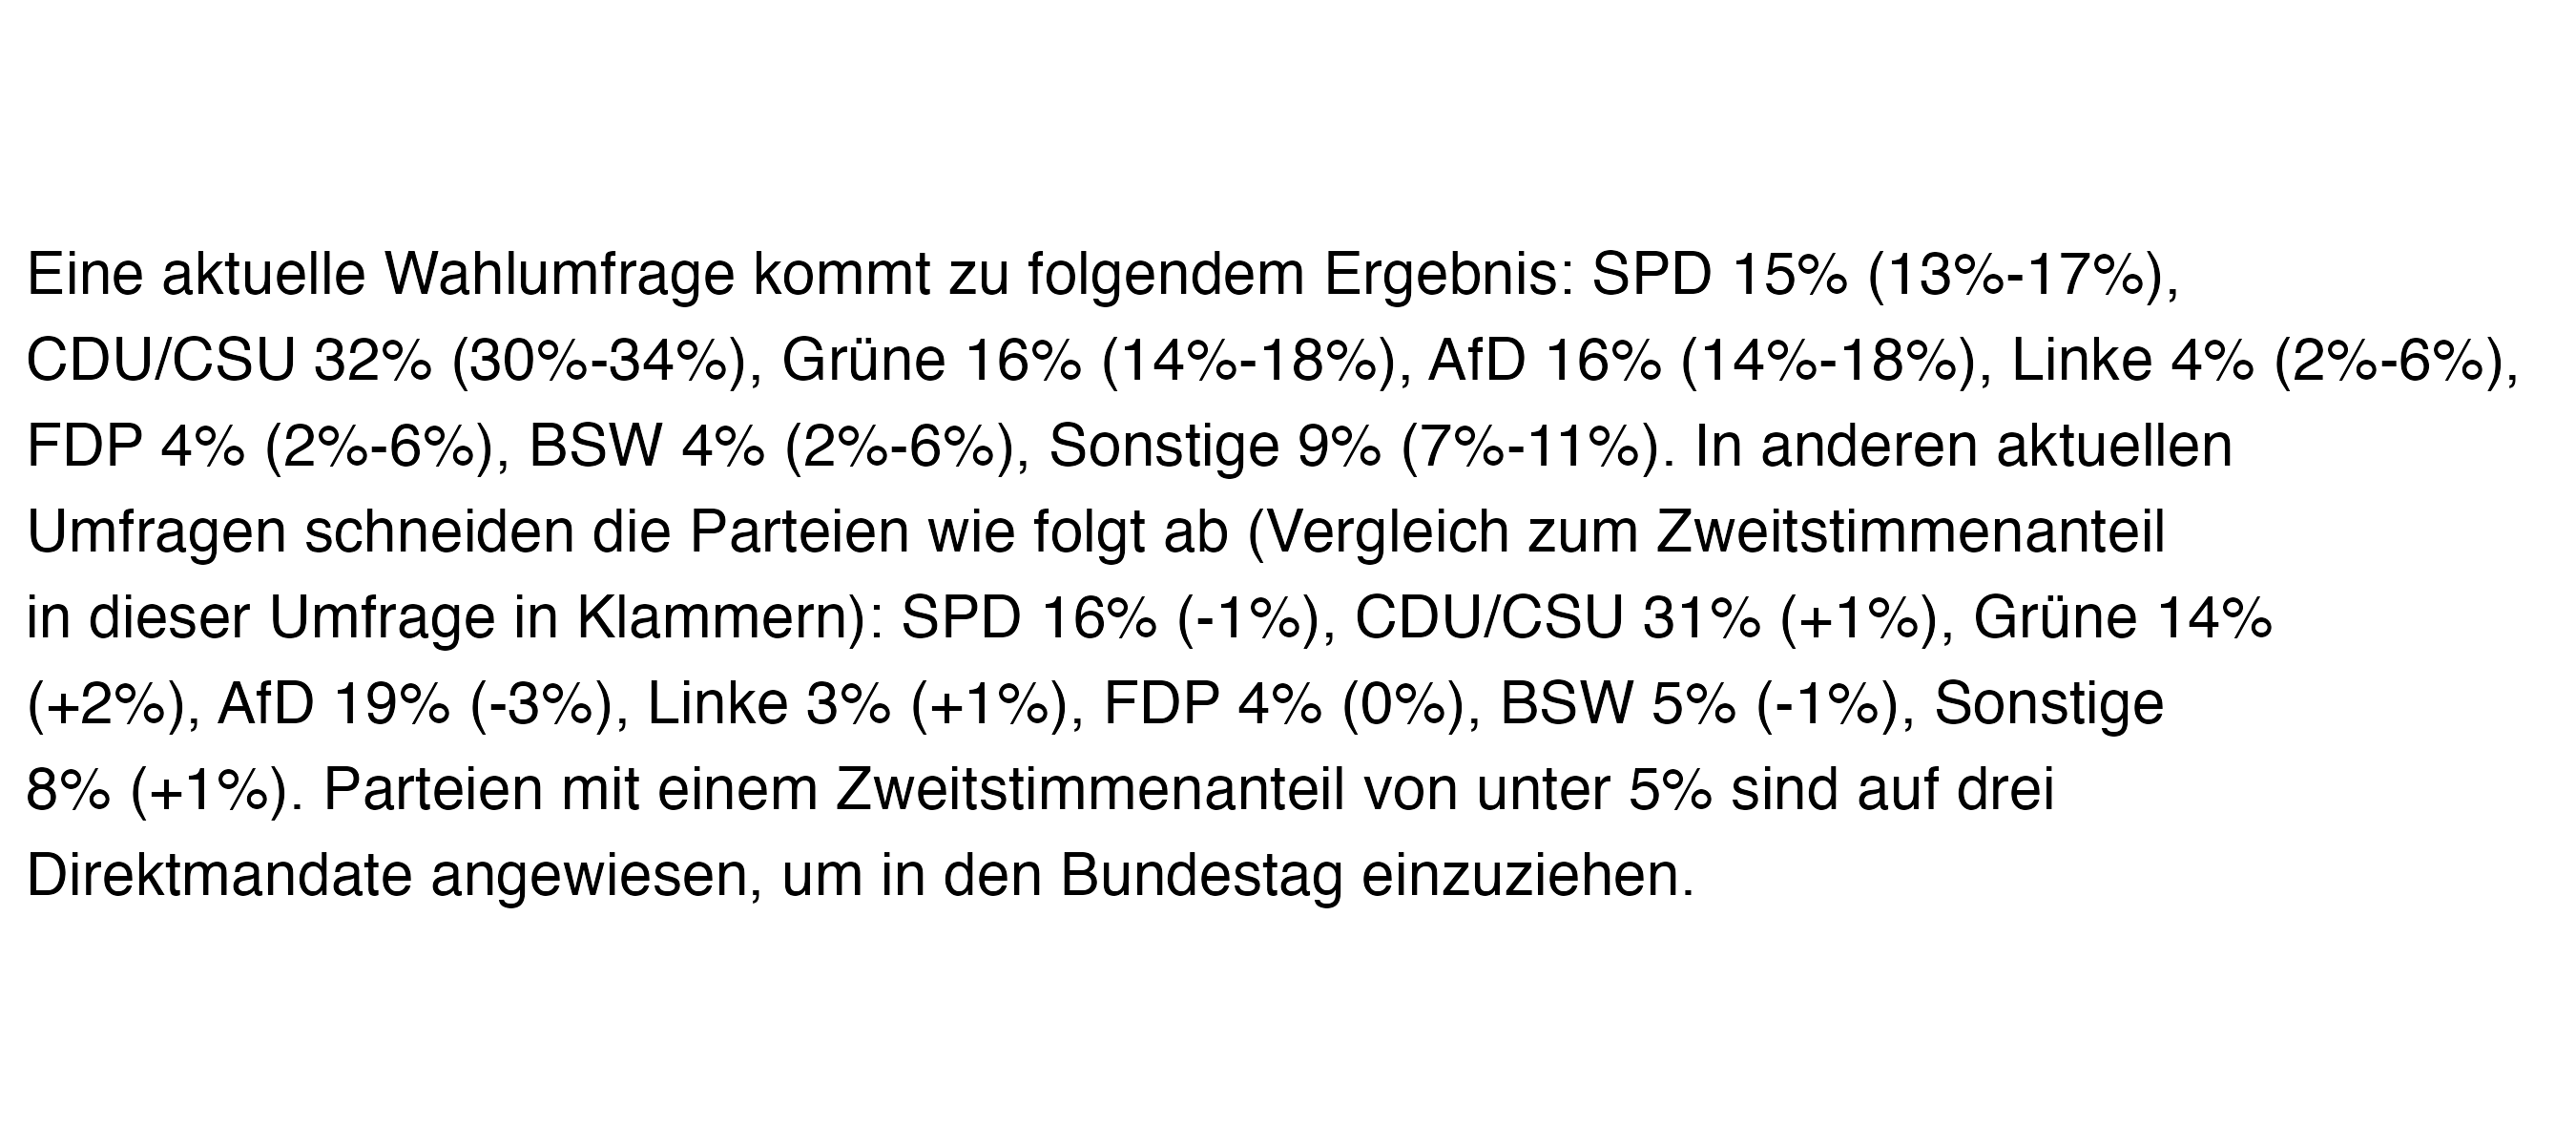 Eine aktuelle Wahlumfrage kommt zu folgendem Ergebnis: SPD 15% (13%-17%),
CDU/CSU 32% (30%-34%), Grüne 16% (14%-18%), AfD 16% (14%-18%), Linke 4% (2%-6%),
FDP 4% (2%-6%), BSW 4% (2%-6%), Sonstige 9% (7%-11%). In anderen aktuellen
Umfragen schneiden die Parteien wie folgt ab (Vergleich zum Zweitstimmenanteil
in dieser Umfrage in Klammern): SPD 16% (-1%), CDU/CSU 31% (+1%), Grüne 14%
(+2%), AfD 19% (-3%), Linke 3% (+1%), FDP 4% (0%), BSW 5% (-1%), Sonstige
8% (+1%). Parteien mit einem Zweitstimmenanteil von unter 5% sind auf drei
Direktmandate angewiesen, um in den Bundestag einzuziehen.